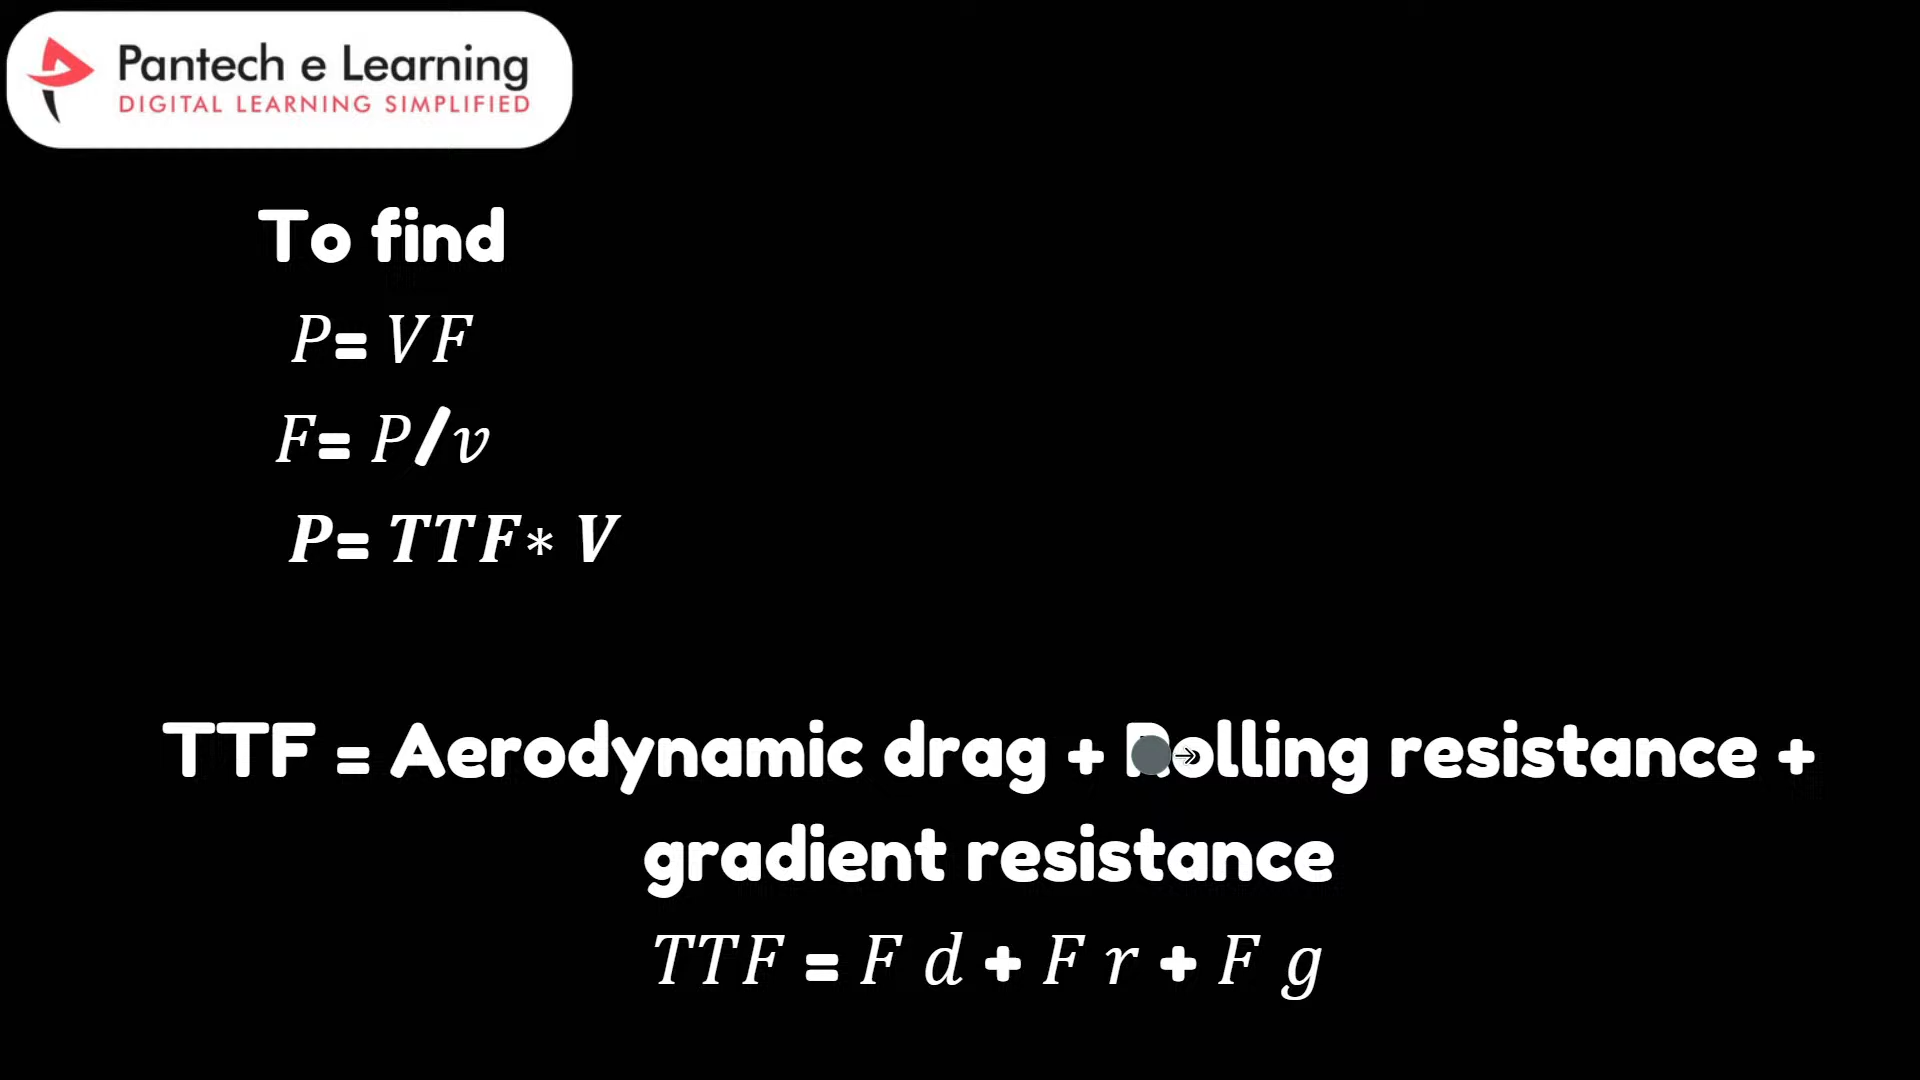 Pantech e Learning
DIGITAL LEARNING SIMPLIFIED
To find
P= VF
F= P/v
P= TTF* V
TTF = Aerodynamic drag + Rolling resistance +
gradient resistance
TTF = F d + F r + F g